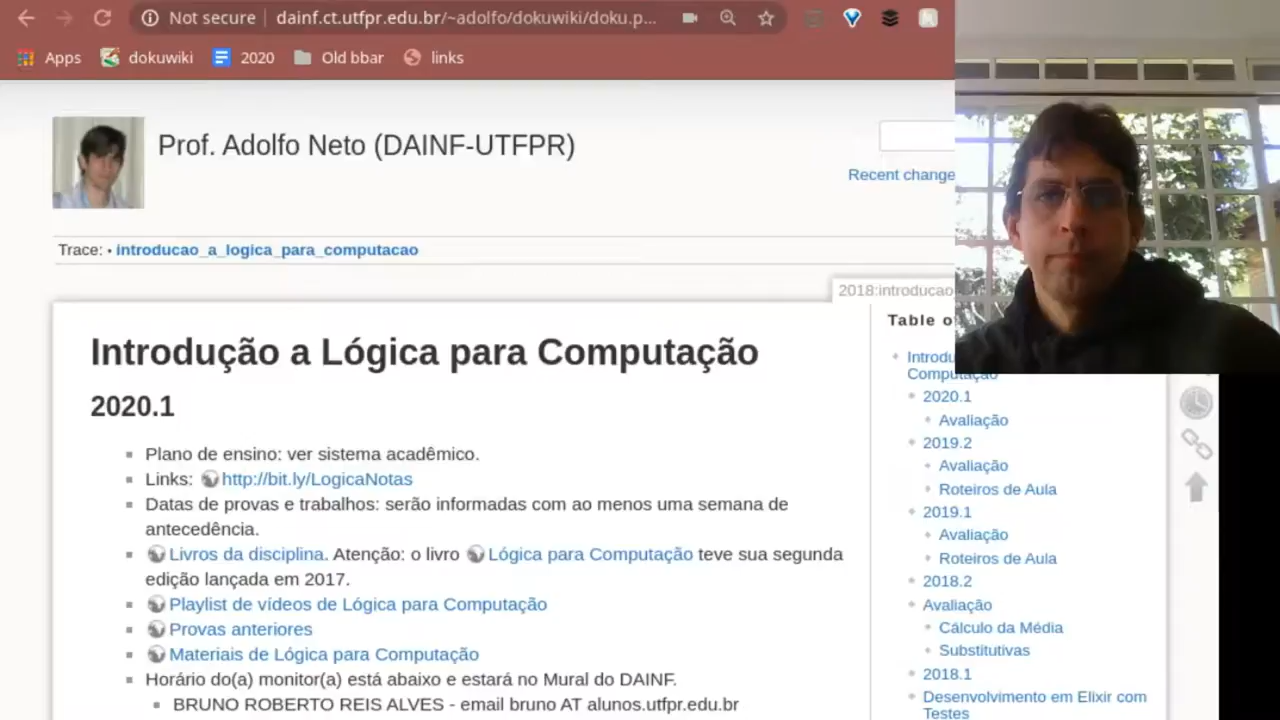 Not secure
dainf.ct.utfpr.edu.br/~adolfo/dokuwiki/doku.p...
Apps
dokuwiki
2020
Old bbar
links
Prof. Adolfo Neto (DAINF-UTFPR)
Recent change
Trace: • introducao_a_logica_para_computacao
2018:introducao
Introdução a Lógica para Computação
2020.1
Plano de ensino: ver sistema acadêmico.
Links: http://bit.ly/LogicaNotas
Datas de provas e trabalhos: serão informadas com ao menos uma semana de
antecedência.
Livros da disciplina. Atenção: o livro Lógica para Computação teve sua segunda
edição lançada em 2017.
Playlist de vídeos de Lógica para Computação
Provas anteriores
Materiais de Lógica para Computação
Horário do(a) monitor(a) está abaixo e estará no Mural do DAINF.
BRUNO ROBERTO REIS ALVES - email bruno AT alunos.utfpr.edu.br
Table o
Introdu
Computação
2020.1
Avaliação
2019.2
Avaliação
Roteiros de Aula
2019.1
Avaliação
Roteiros de Aula
2018.2
Avaliação
Cálculo da Média
Substitutivas
2018.1
Desenvolvimento em Elixir com
Testes